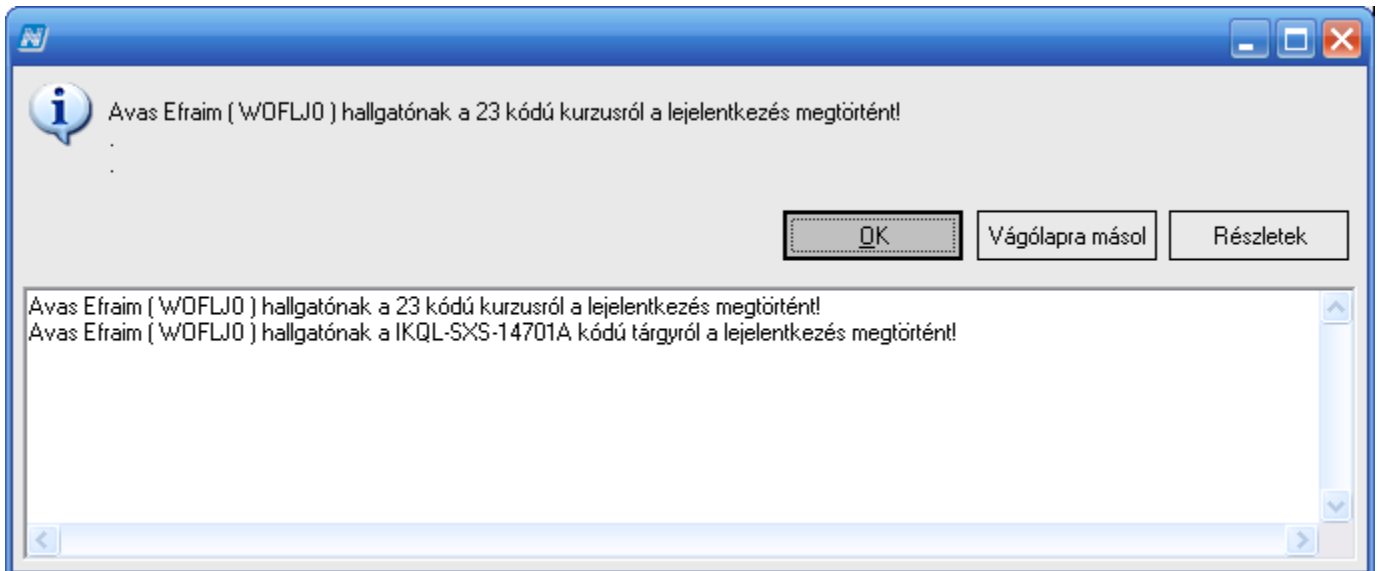 Avas Efraim ( WOFLJ0 ) hallgatónak a 23 kódú kurzusról a lejelentkezés megtörtént!
.
.
OK
Vágólapra másol
Részletek
Avas Efraim ( WOFLJ0 ) hallgatónak a 23 kódú kurzusról a lejelentkezés megtörtént!
Avas Efraim ( WOFLJ0 ) hallgatónak a IKQL-SXS-14701A kódú tárgyról a lejelentkezés megtörtént!